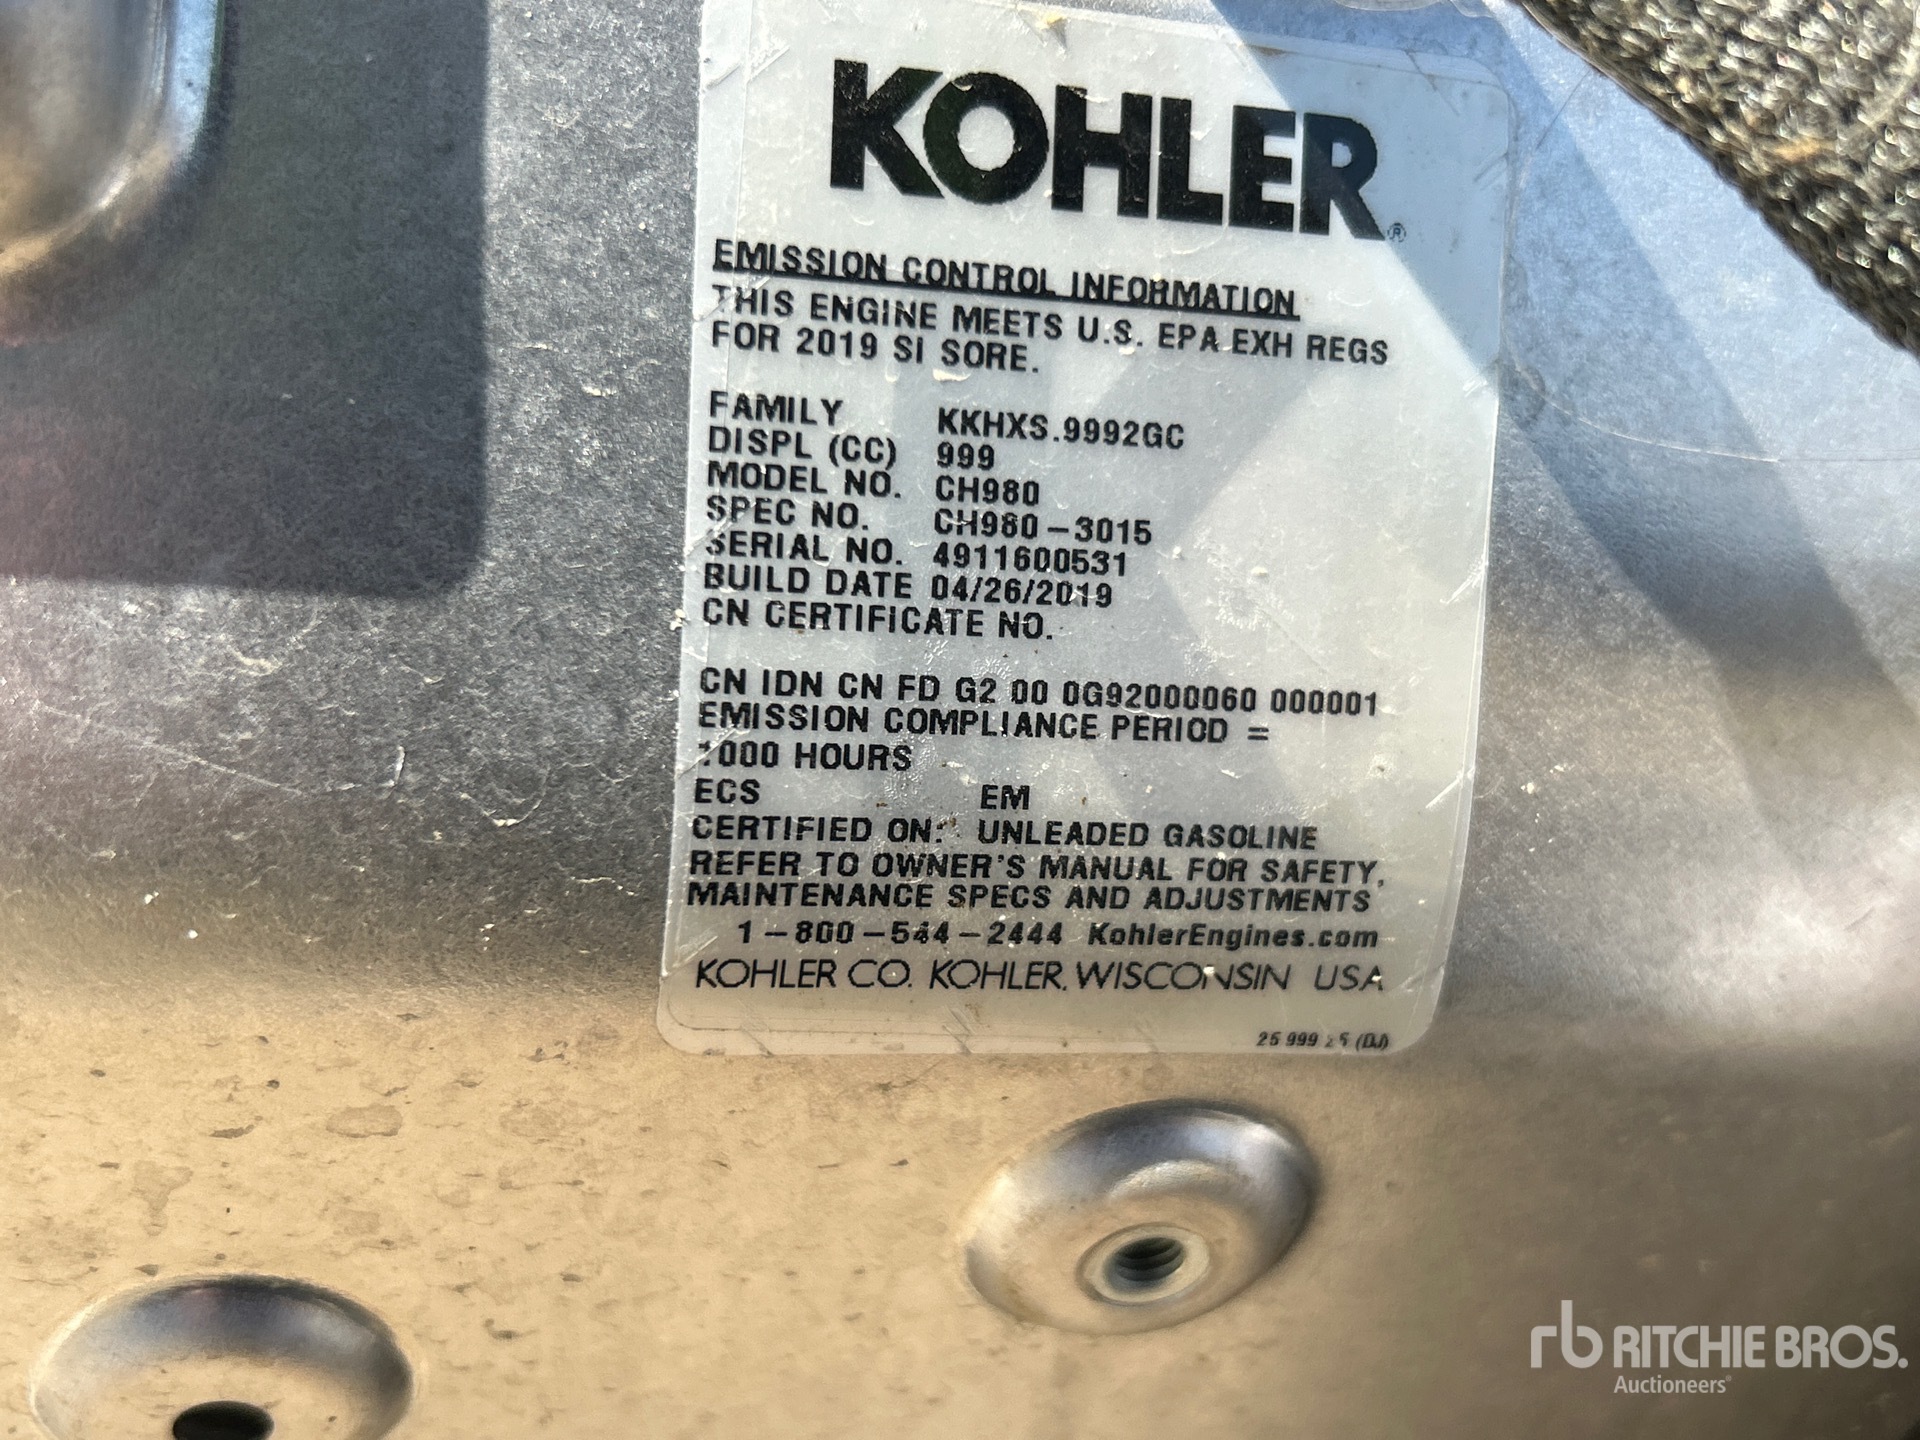 KOHLER®
EMISSION CONTROL INFORMATION
THIS ENGINE MEETS U.S. EPA EXH REGS
FOR 2019 SI SORE.
FAMILY KKHXS.9992GC
DISPL (CC) 999
MODEL NO. CH980
SPEC NO. CH980-3015
SERIAL NO. 4911600531
BUILD DATE 04/26/2019
CN CERTIFICATE NO.
CN IDN CN FD G2 00 0G92000060 000001
EMISSION COMPLIANCE PERIOD =
1000 HOURS
ECS EM
CERTIFIED ON: UNLEADED GASOLINE
REFER TO OWNER'S MANUAL FOR SAFETY,
MAINTENANCE SPECS AND ADJUSTMENTS
1-800-544-2444 KohlerEngines.com
KOHLER CO. KOHLER, WISCONSIN USA
25 999
rb RITCHIE BROS.
Auctioneers®